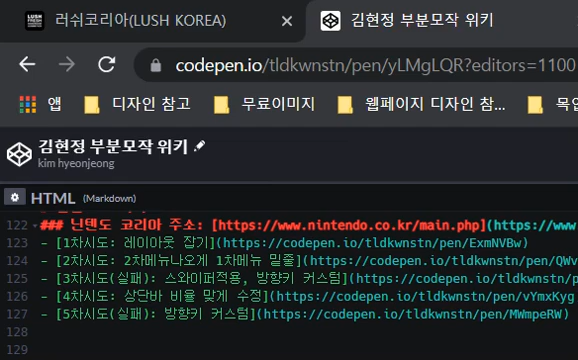 러쉬코리아(LUSH KOREA)
김현정 부분모작 위키
codepen.io/tldkwnstn/pen/yLMgLQR?editors=1100
앱 디자인 참고 무료이미지 웹페이지 디자인 참... 목업
김현정 부분모작 위키
kim hyeonjeong
HTML (Markdown)
122 ### 닌텐도 코리아 주소: [https://www.nintendo.co.kr/main.php](https://www
123 - [1차시도: 레이아웃 잡기](https://codepen.io/tldkwnstn/pen/ExmNVBw)
124 - [2차시도: 2차메뉴나오게 1차메뉴 밑줄](https://codepen.io/tldkwnstn/pen/QWv
125 - [3차시도(실패): 스와이퍼적용, 방향키 커스텀](https://codepen.io/tldkwnstn/pen
126 - [4차시도: 상단바 비율 맞게 수정](https://codepen.io/tldkwnstn/pen/vYmxKyg
127 - [5차시도(실패): 방향키 커스텀](https://codepen.io/tldkwnstn/pen/MWmpeRW)
128
129